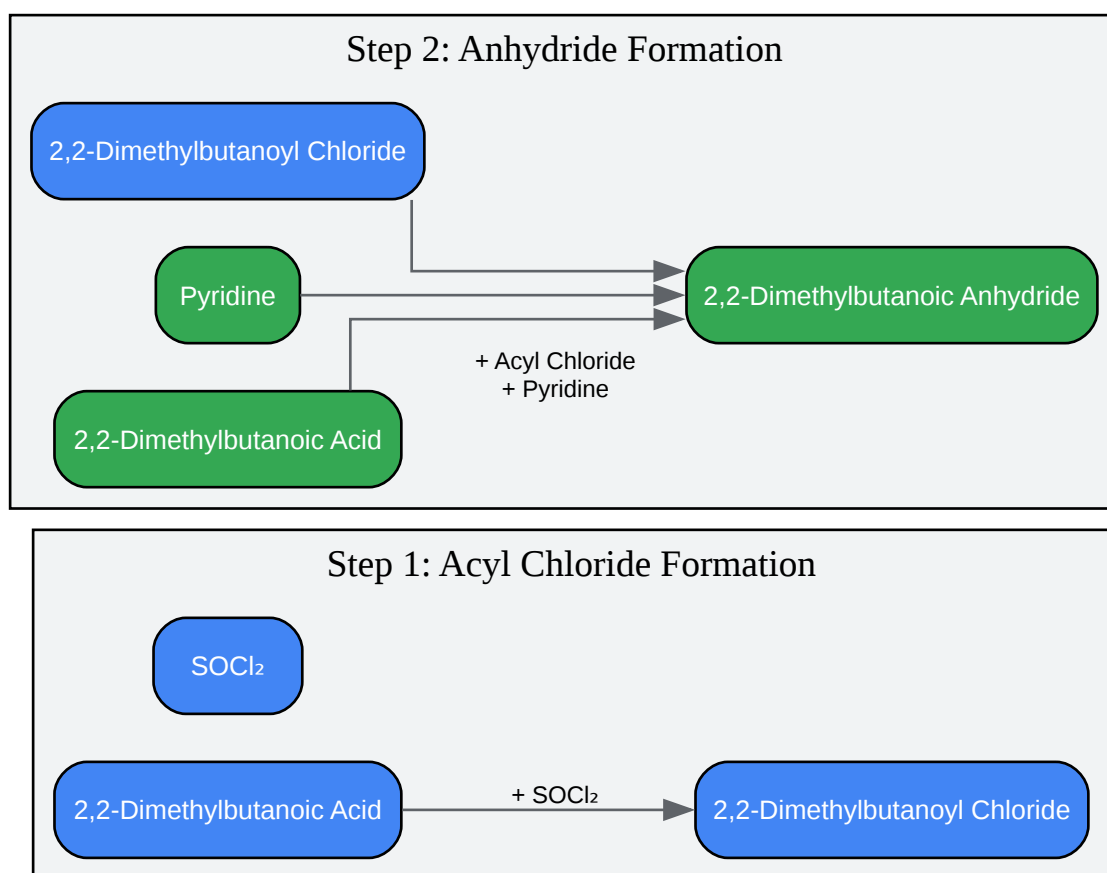 Step 2: Anhydride Formation
2,2-Dimethylbutanoyl Chloride
Pyridine
2,2-Dimethylbutanoic Anhydride
+ Acyl Chloride
+ Pyridine
2,2-Dimethylbutanoic Acid
Step 1: Acyl Chloride Formation
SOCl₂
2,2-Dimethylbutanoic Acid
+ SOCl₂
2,2-Dimethylbutanoyl Chloride